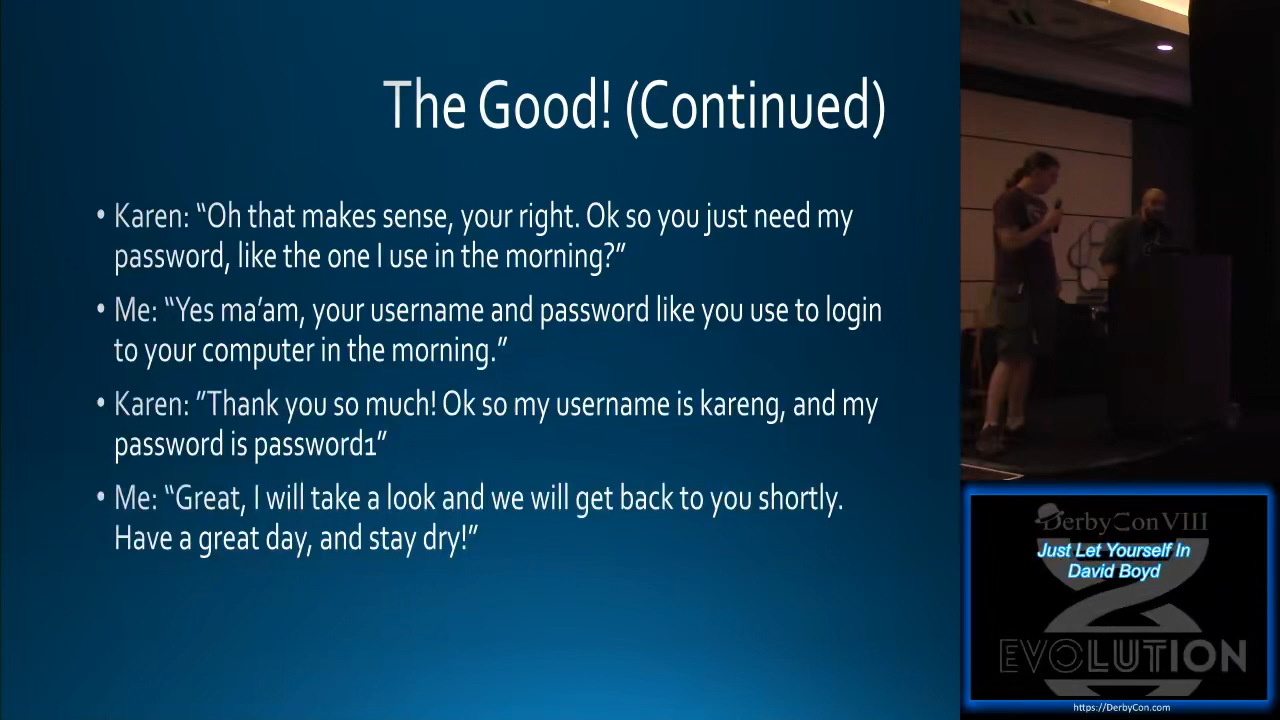 The Good! (Continued)
• Karen: “Oh that makes sense, your right. Ok so you just need my
password, like the one I use in the morning?”
• Me: “Yes ma’am, your username and password like you use to login
to your computer in the morning.”
• Karen: “Thank you so much! Ok so my username is kareng, and my
password is password1”
• Me: “Great, I will take a look and we will get back to you shortly.
Have a great day, and stay dry!”
DerbyCon VIII
Just Let Yourself In
David Boyd
EVOLUTION
https://DerbyCon.com